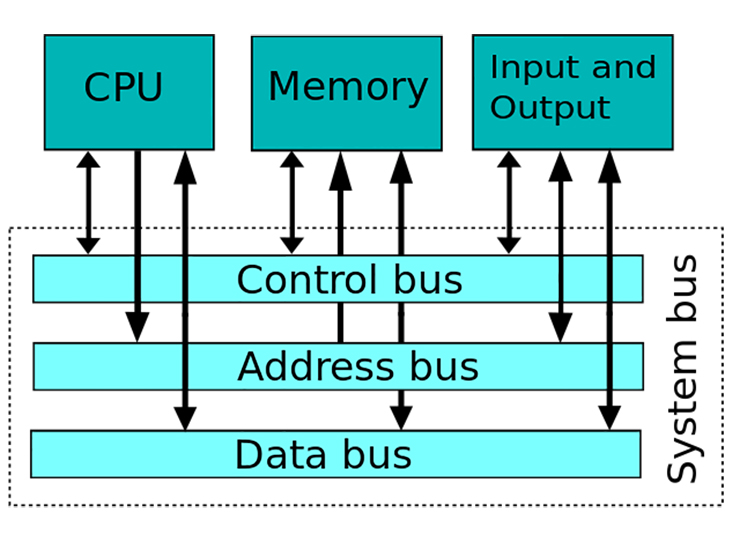 CPU
Memory
Input and
Output
Control bus
Address bus
Data bus
System bus